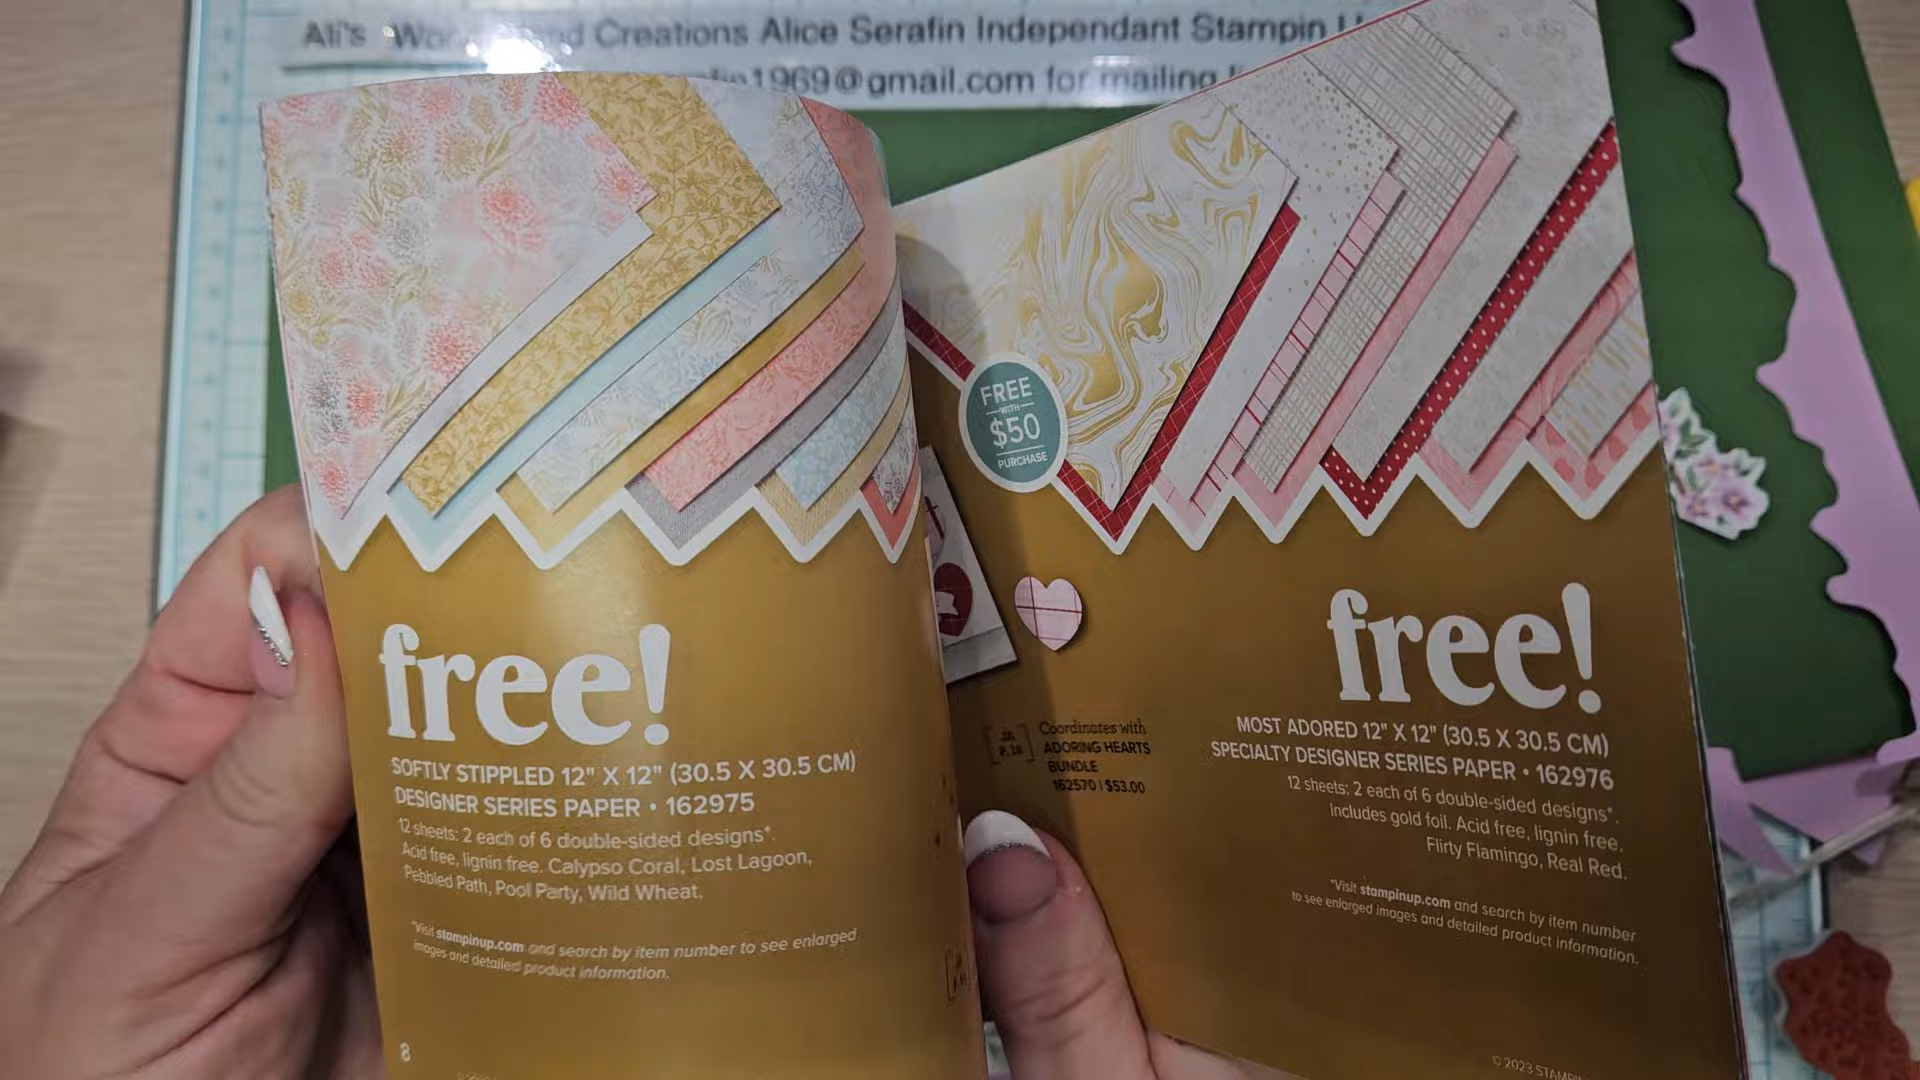 Ali's Creations Alice Serafin Independant Stampin
1969@gmail.com for mailing
FREE
WITH
$50
PURCHASE
free!
SOFTLY STIPPLED 12" X 12" (30.5 X 30.5 CM)
DESIGNER SERIES PAPER • 162975
12 sheets: 2 each of 6 double-sided designs*.
Acid free, lignin free. Calypso Coral, Lost Lagoon,
Pebbled Path, Pool Party, Wild Wheat.
*Visit stampinup.com and search by item number to see enlarged
images and detailed product information.
8
Coordinates with
ADORING HEARTS
BUNDLE
162570 | $53.00
free!
MOST ADORED 12" X 12" (30.5 X 30.5 CM)
SPECIALTY DESIGNER SERIES PAPER • 162976
12 sheets: 2 each of 6 double-sided designs*.
Includes gold foil. Acid free, lignin free.
Flirty Flamingo, Real Red.
*Visit stampinup.com and search by item number
to see enlarged images and detailed product information.
© 2023